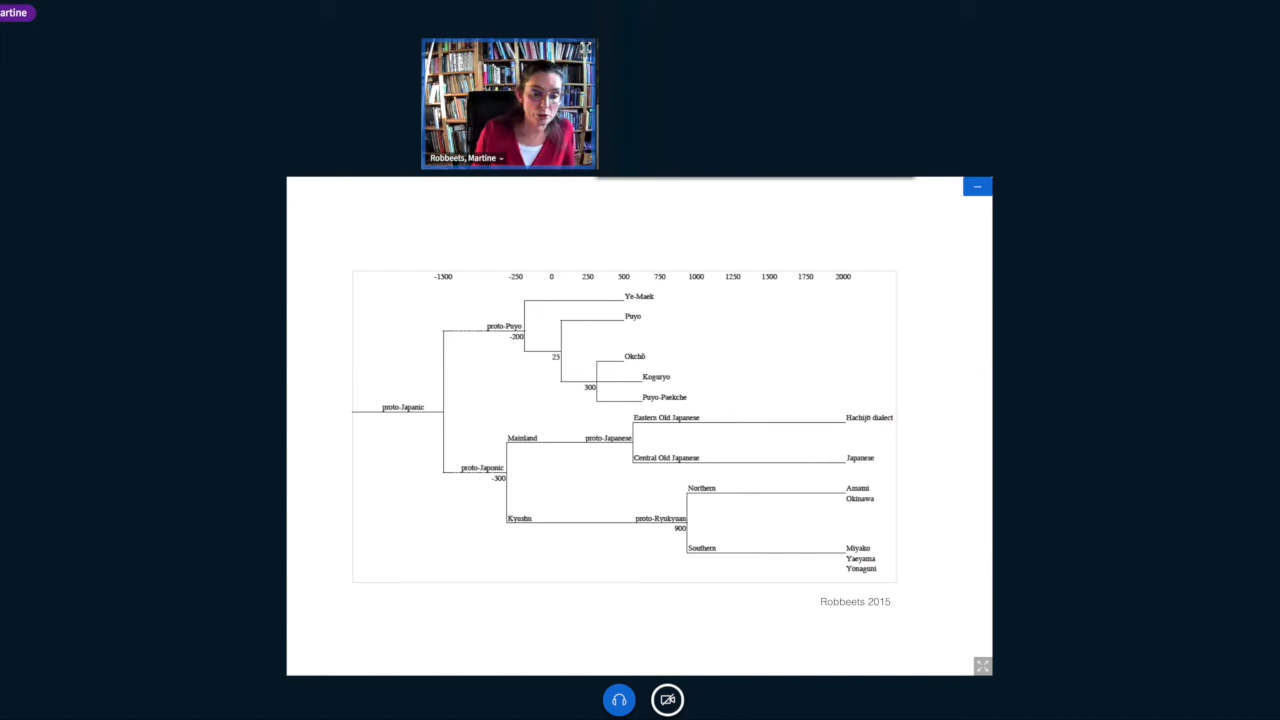 artine
Robbeets, Martine
-1500 -250 0 250 500 750 1000 1250 1500 1750 2000
Ye-Maek
Puyo
proto-Puyo
-200
25
Okchŏ
Koguryo
300
Puyo-Paekche
proto-Japanic
Eastern Old Japanese
Hachijō dialect
Mainland
proto-Japanese
Central Old Japanese
Japanese
proto-Japonic
-300
Northern
Amami
Okinawa
Kyushu
proto-Ryukyuan
900
Southern
Miyako
Yaeyama
Yonaguni
Robbeets 2015